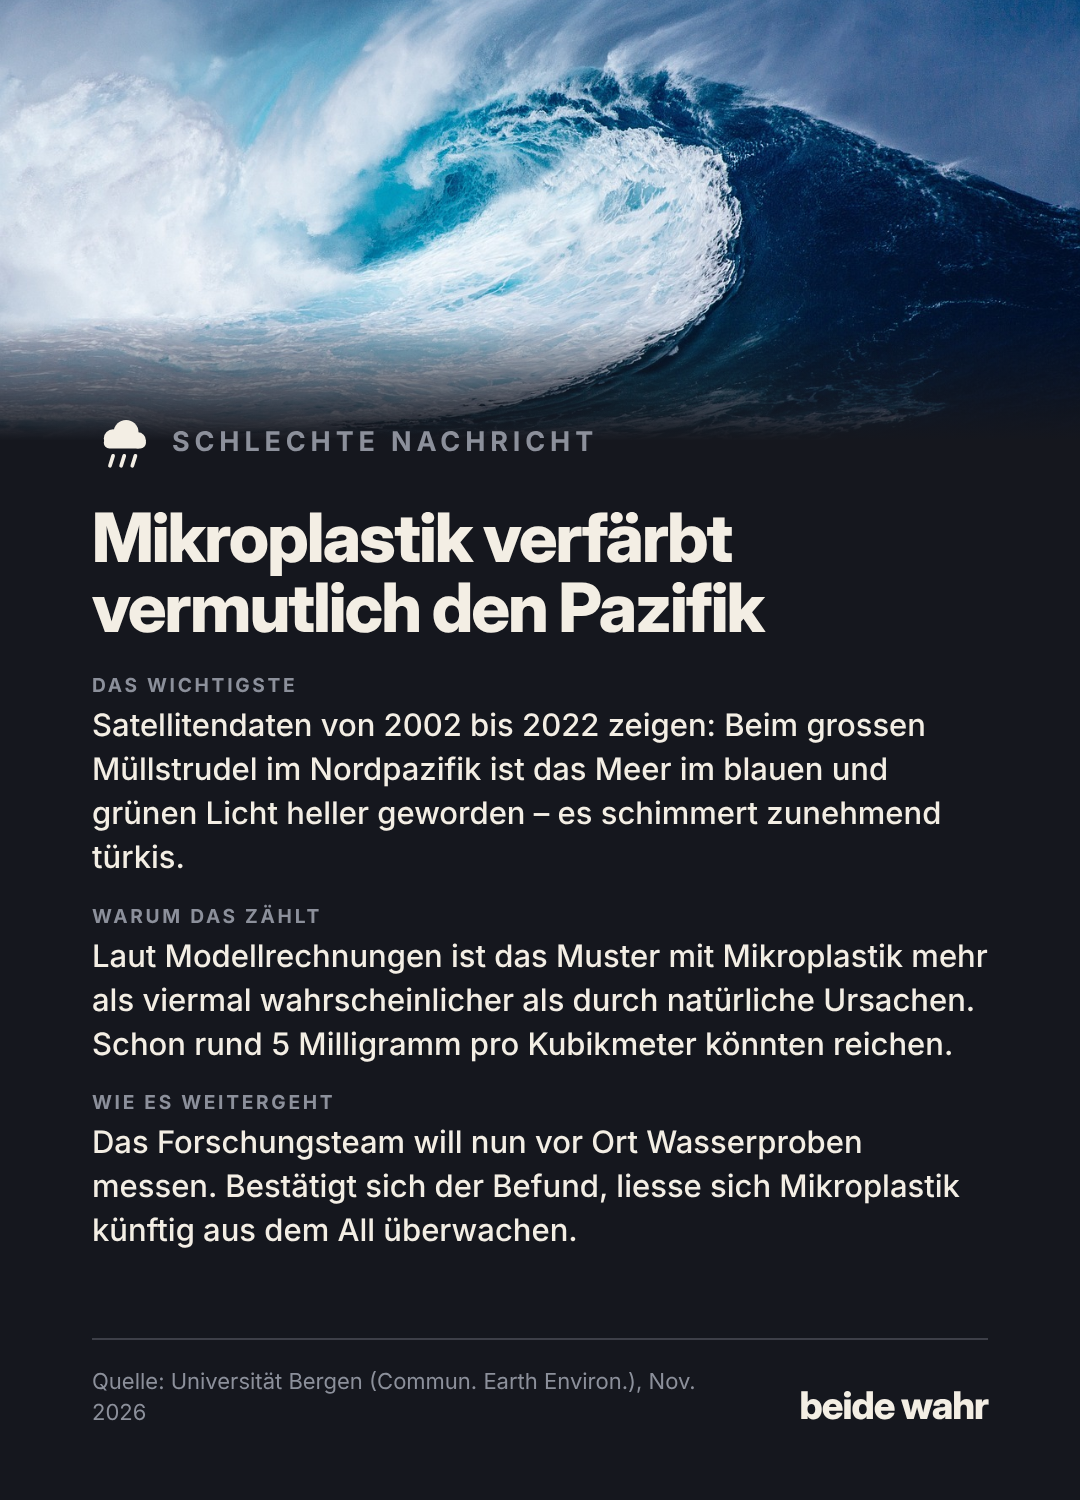 SCHLECHTE NACHRICHT
Mikroplastik verfärbt
vermutlich den Pazifik
DAS WICHTIGSTE
Satellitendaten von 2002 bis 2022 zeigen: Beim grossen
Müllstrudel im Nordpazifik ist das Meer im blauen und
grünen Licht heller geworden – es schimmert zunehmend
türkis.
WARUM DAS ZÄHLT
Laut Modellrechnungen ist das Muster mit Mikroplastik mehr
als viermal wahrscheinlicher als durch natürliche Ursachen.
Schon rund 5 Milligramm pro Kubikmeter könnten reichen.
WIE ES WEITERGEHT
Das Forschungsteam will nun vor Ort Wasserproben
messen. Bestätigt sich der Befund, liesse sich Mikroplastik
künftig aus dem All überwachen.
Quelle: Universität Bergen (Commun. Earth Environ.), Nov.
2026
beide wahr